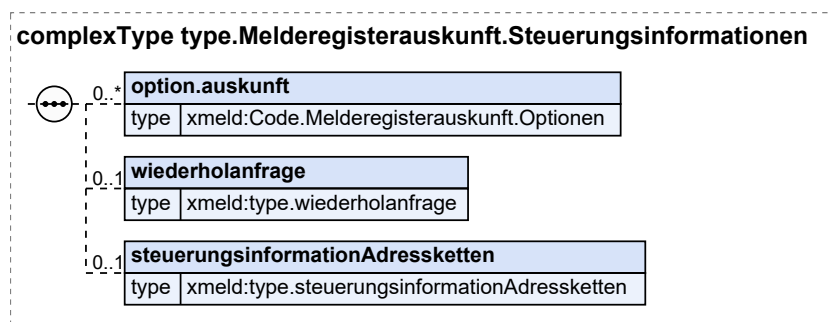 complexType type.Melderegisterauskunft.Steuerungsinformationen
0..* option.auskunft
type xmeld:Code.Melderegisterauskunft.Optionen
0..1 wiederholanfrage
type xmeld:type.wiederholanfrage
0..1 steuerungsinformationAdressketten
type xmeld:type.steuerungsinformationAdressketten